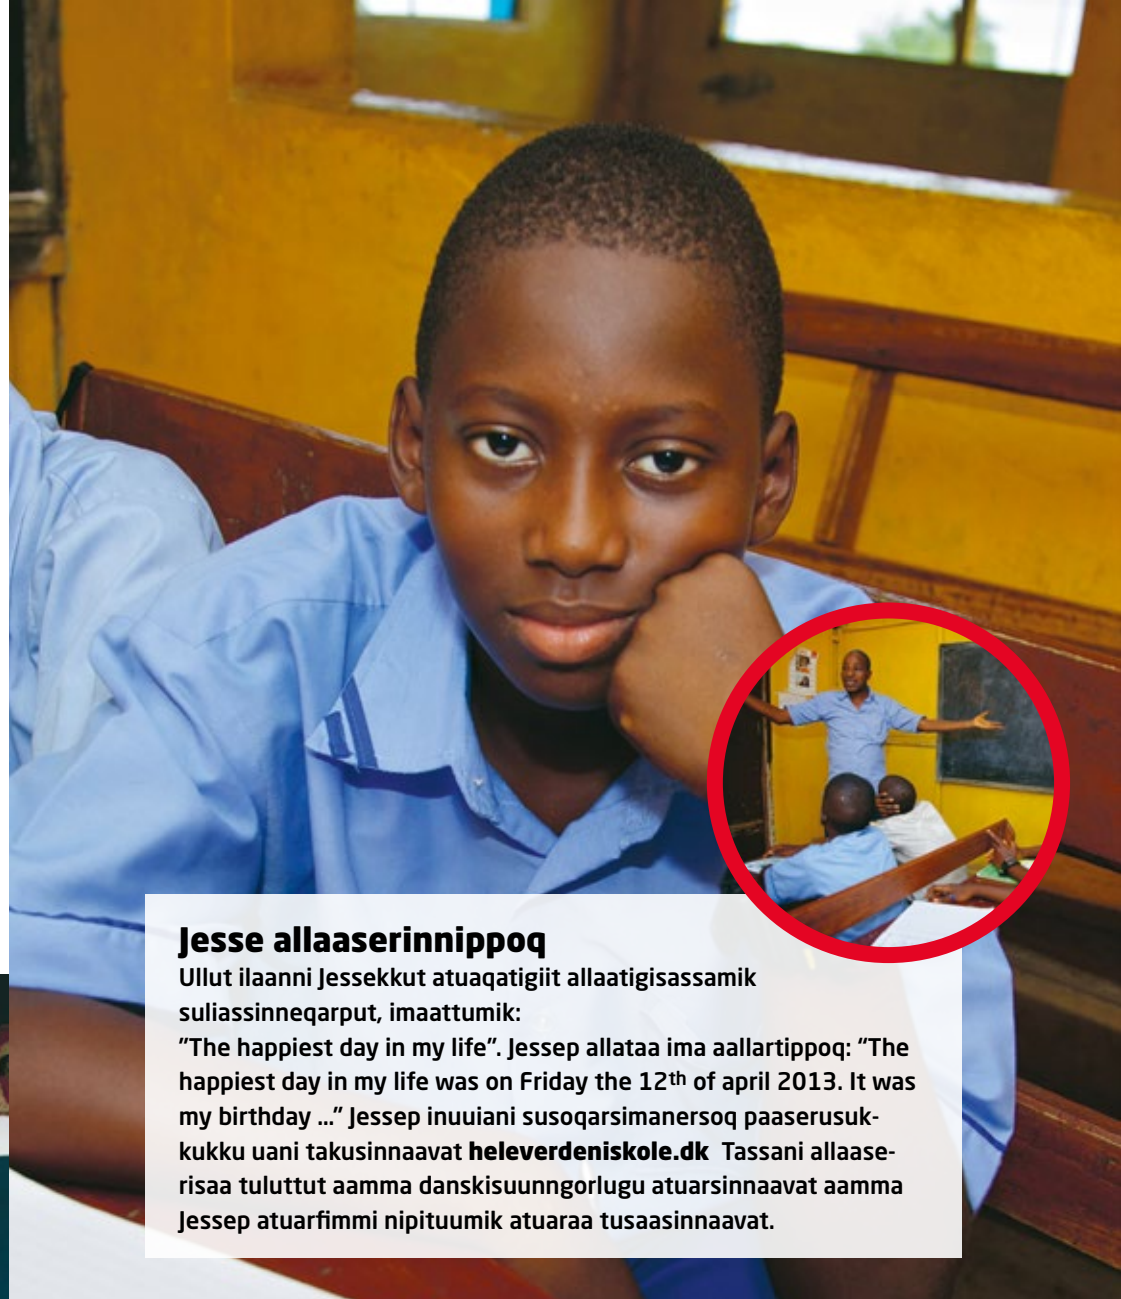 Jesse allaaserinnippoq
Ullut ilaanni Jessekkut atuaqatigiit allaatigisassamik
suliassinneqarput, imaattumik:
”The happiest day in my life”. Jessep allataa ima aallartippoq: “The
happiest day in my life was on Friday the 12th of april 2013. It was
my birthday ...” Jessep inuuiani susoqarsimanersoq paaserusuk-
kukku uani takusinnaavat heleverdeniskole.dk Tassani allaase-
risaa tuluttut aamma danskisuunngorlugu atuarsinnaavat aamma
Jessep atuarfimmi nipituumik atuaraa tusaasinnaavat.